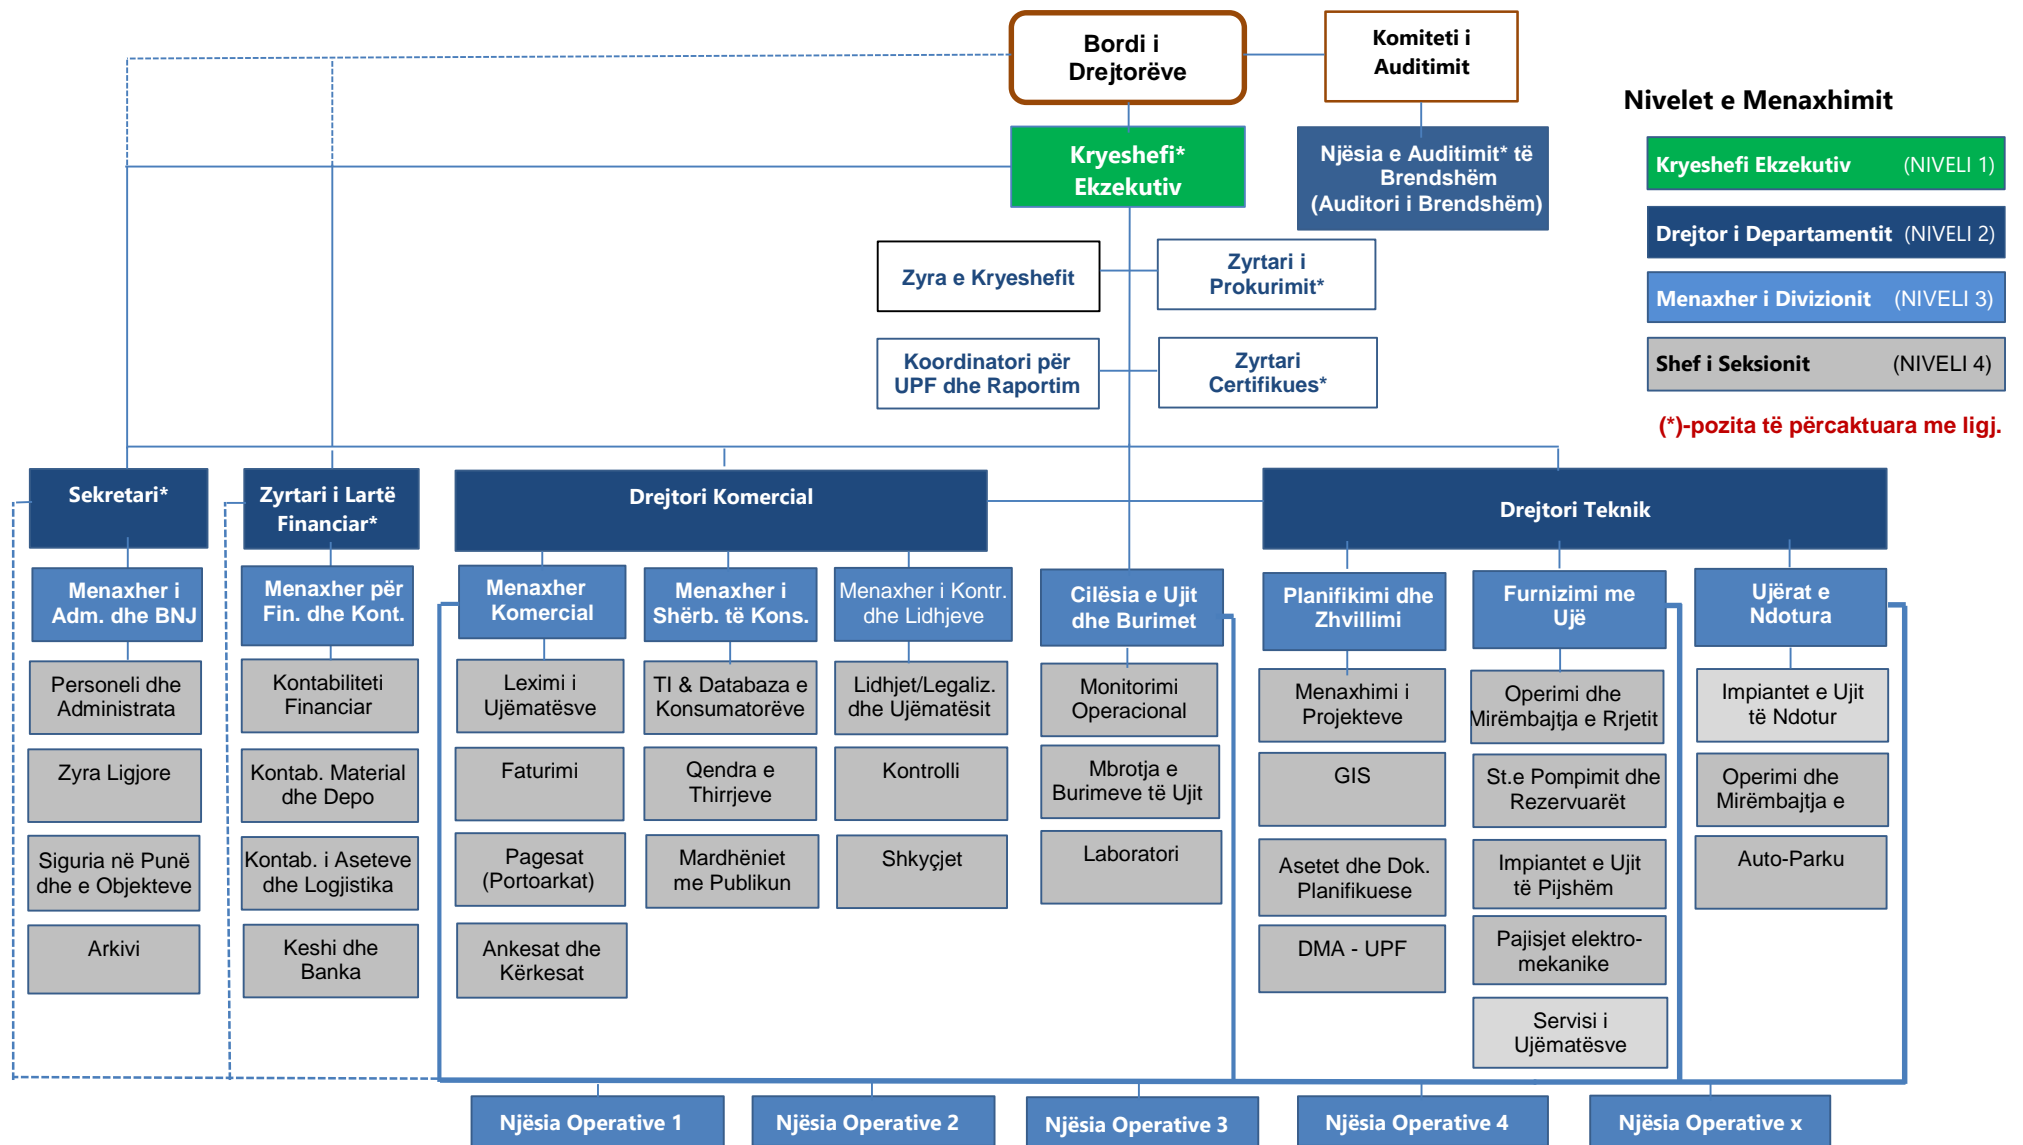 Bordi i
Drejtorëve
Komiteti i
Auditimit
Nivelet e Menaxhimit
Kryeshefi*
Ekzekutiv
Njësia e Auditimit* të
Brendshëm
(Auditori i Brendshëm)
Kryeshefi Ekzekutiv (NIVELI 1)
Drejtor i Departamentit (NIVELI 2)
Menaxher i Divizionit (NIVELI 3)
Shef i Seksionit (NIVELI 4)
(*)-pozita të përcaktuara me ligj.
Zyra e Kryeshefit
Zyrtari i
Prokurimit*
Koordinatori për
UPF dhe Raportim
Zyrtari
Certifikues*
Sekretari*
Zyrtari i Lartë
Financiar*
Drejtori Komercial
Drejtori Teknik
Menaxher i
Adm. dhe BNJ
Menaxher për
Fin. dhe Kont.
Menaxher
Komercial
Menaxher i
Shërb. të Kons.
Menaxher i Kontr.
dhe Lidhjeve
Cilësia e Ujit
dhe Burimet
Planifikimi dhe
Zhvillimi
Furnizimi me
Ujë
Ujërat e
Ndotura
Personeli dhe
Administrata
Zyra Ligjore
Siguria në Punë
dhe e Objekteve
Arkivi
Kontabiliteti
Financiar
Kontab. Material
dhe Depo
Kontab. i Aseteve
dhe Logjistika
Keshi dhe
Banka
Leximi i
Ujëmatësve
Faturimi
Pagesat
(Portoarkat)
Ankesat dhe
Kërkesat
TI & Databaza e
Konsumatorëve
Qendra e
Thirrjeve
Mardhëniet
me Publikun
Lidhjet/Legaliz.
dhe Ujëmatësit
Kontrolli
Shkyçjet
Monitorimi
Operacional
Mbrotja e
Burimeve të Ujit
Laboratori
Menaxhimi i
Projekteve
GIS
Asetet dhe Dok.
Planifikuese
DMA - UPF
Operimi dhe
Mirëmbajtja e Rrjetit
St.e Pompimit dhe
Rezervuarët
Impiantet e Ujit
të Pijshëm
Pajisjet elektro-
mekanike
Servisi i
Ujëmatësve
Impiantet e Ujit
të Ndotur
Operimi dhe
Mirëmbajtja e
Auto-Parku
Njësia Operative 1
Njësia Operative 2
Njësia Operative 3
Njësia Operative 4
Njësia Operative x